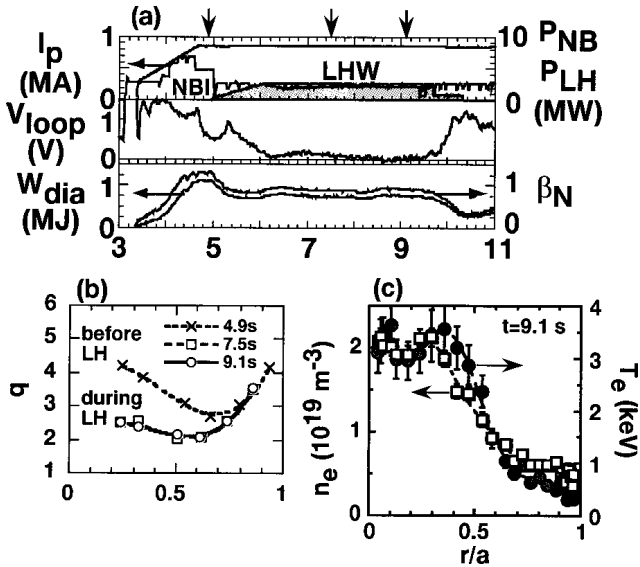 (a)
I_p
(MA)
1
0
NBI
LHW
10
0
P_NB
P_LH
(MW)
V_loop
(V)
1
0
W_dia
(MJ)
1
0
1
0
β_N
3 5 7 9 11
(b)
q
6
5
4
3
2
1
before
LH
during
LH
4.9s
7.5s
9.1s
0 0.5 1
(c)
t=9.1 s
n_e (10^19 m^-3)
2
1
0
4
3
2
1
0
T_e (keV)
0 0.5 1
r/a